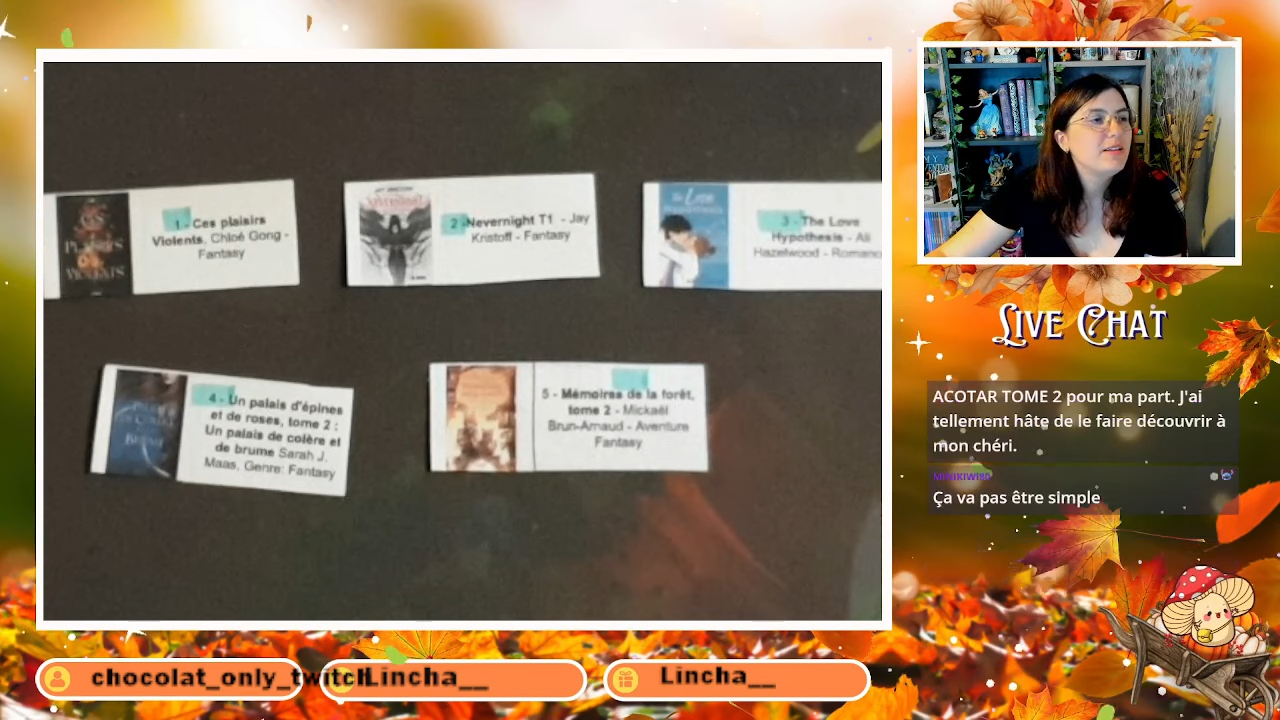 1 - Ces plaisirs
Violents, Chloé Gong -
Fantasy
2 -Nevernight T1 - Jay
Kristoff - Fantasy
3 - The Love
Hypothesis - Ali
Hazelwood - Romance
4 - Un palais d'épines
et de roses, tome 2 :
Un palais de colère et
de brume Sarah J.
Maas, Genre: Fantasy
5 - Mémoires de la forêt,
tome 2 - Mickaël
Brun-Arnaud - Aventure
Fantasy
LIVE CHAT
ACOTAR TOME 2 pour ma part. J'ai
tellement hâte de le faire découvrir à
mon chéri.
Ça va pas être simple
chocolat_only_twitch
Lincha__
Lincha__